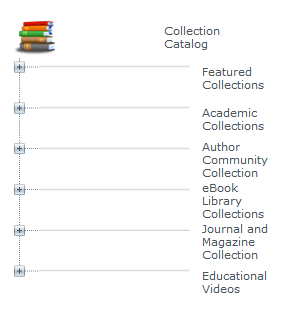 Collection
Catalog
Featured
Collections
Academic
Collections
Author
Community
Collection
eBook
Library
Collections
Journal and
Magazine
Collection
Educational
Videos